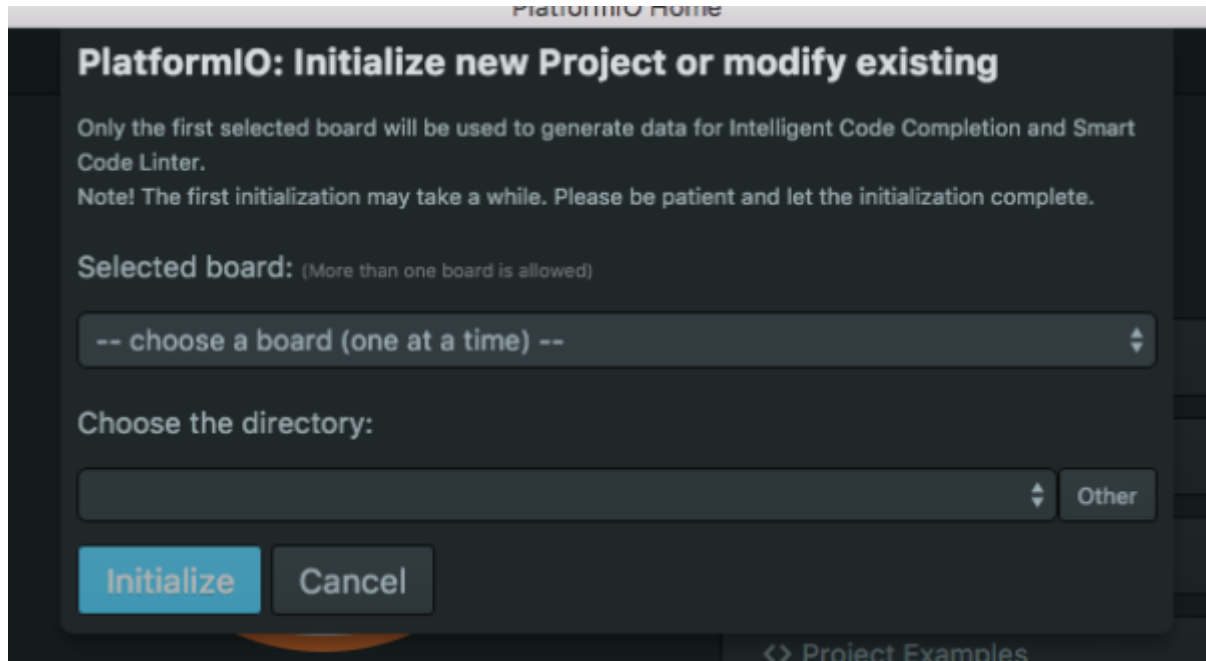 PlatformIO Home
PlatformIO: Initialize new Project or modify existing
Only the first selected board will be used to generate data for Intelligent Code Completion and Smart
Code Linter.
Note! The first initialization may take a while. Please be patient and let the initialization complete.
Selected board: (More than one board is allowed)
-- choose a board (one at a time) --
Choose the directory:
Other
Initialize Cancel
<> Project Examples